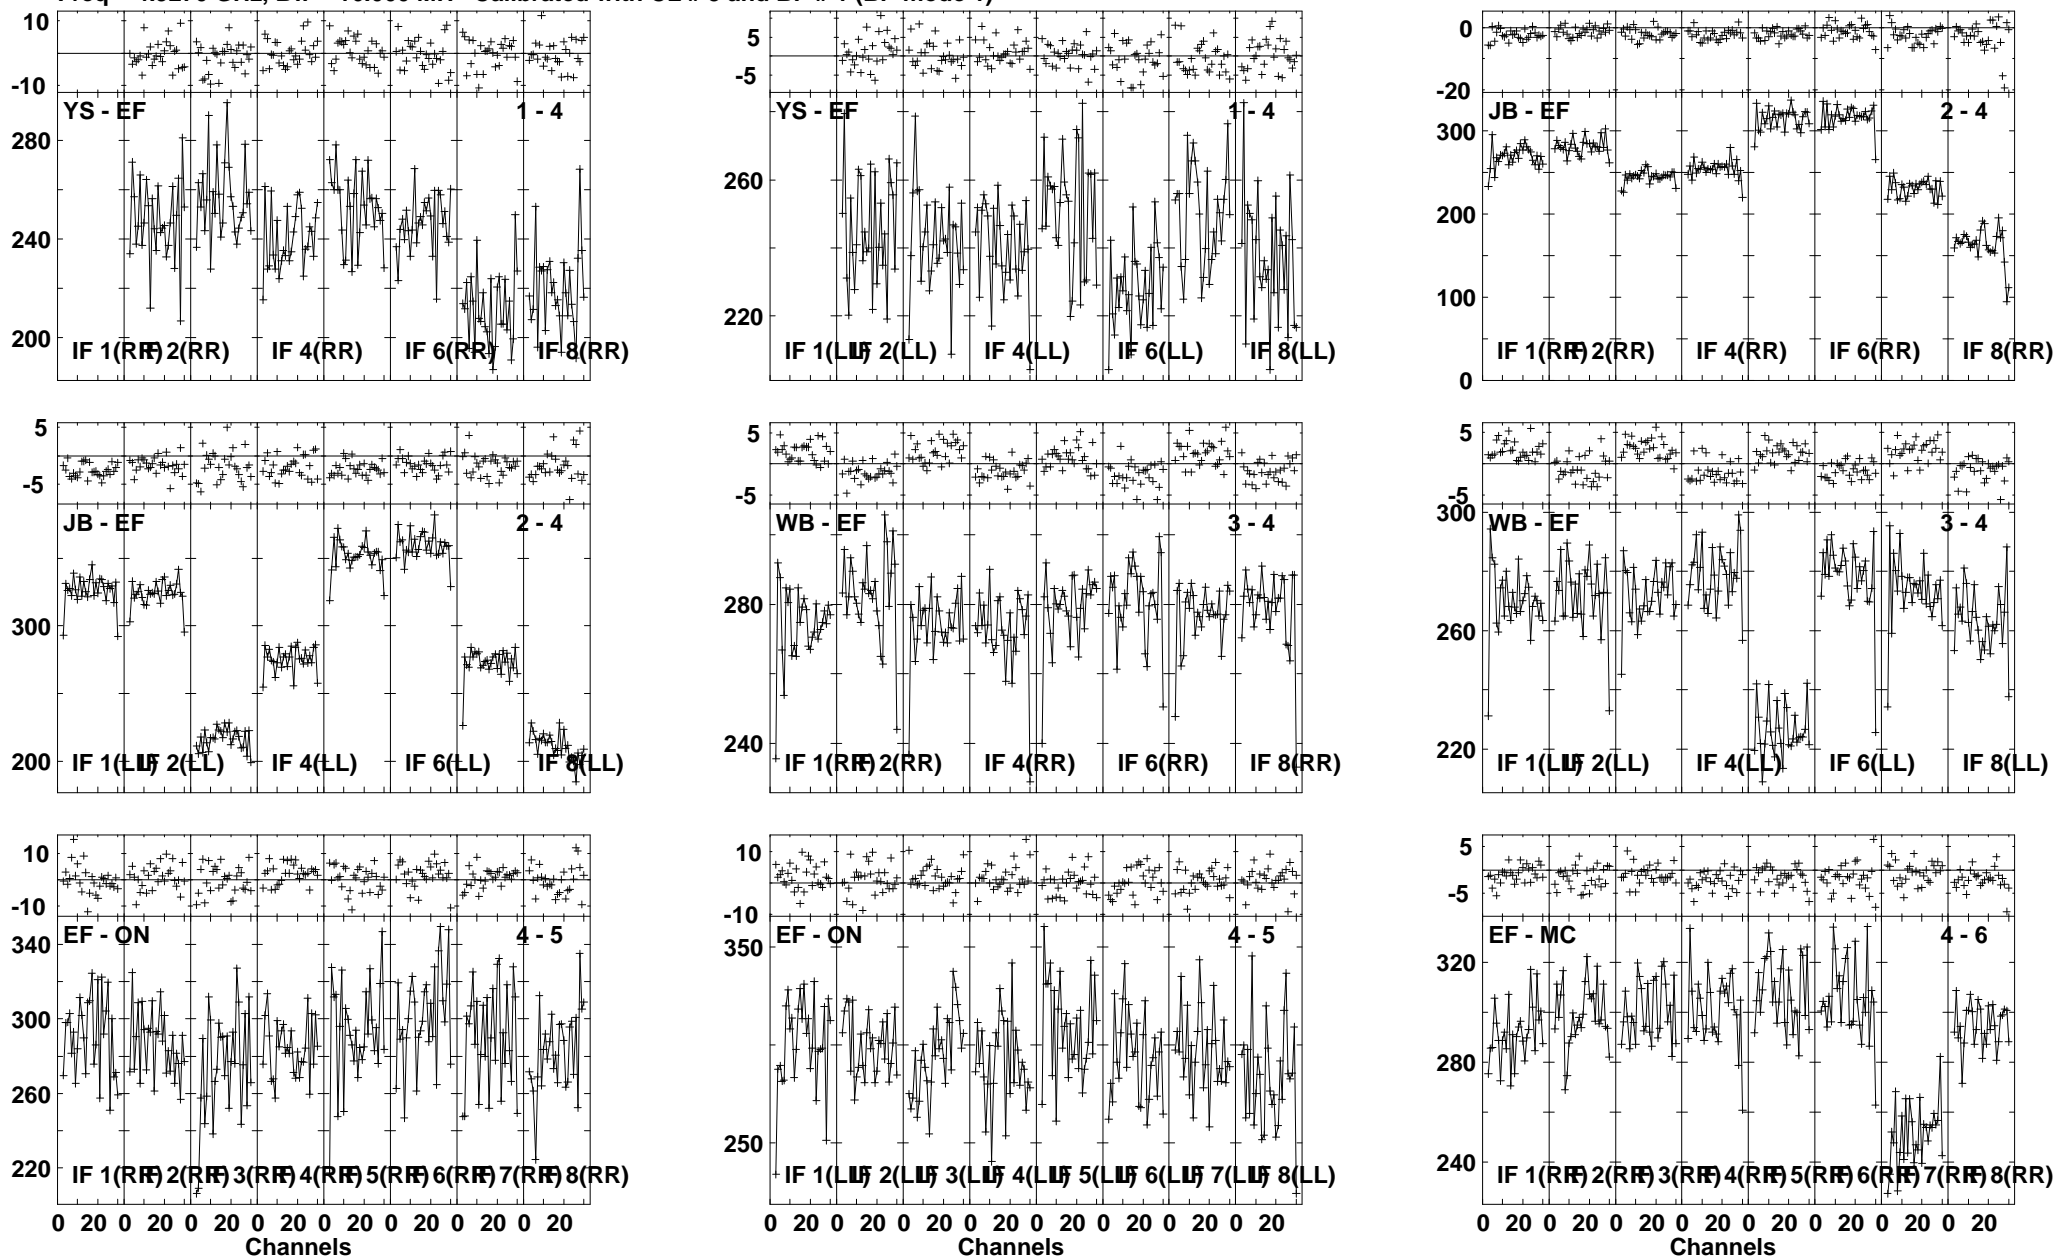 10
-10
YS - EF
1 - 4
280
240
200
IF 1(RR) IF 2(RR) IF 4(RR) IF 6(RR) IF 8(RR)
5
-5
YS - EF
1 - 4
260
220
IF 1(LL) IF 2(LL) IF 4(LL) IF 6(LL) IF 8(LL)
0
-20
JB - EF
2 - 4
300
200
100
0
IF 1(RR) IF 2(RR) IF 4(RR) IF 6(RR) IF 8(RR)
5
-5
JB - EF
2 - 4
300
200
IF 1(LL) IF 2(LL) IF 4(LL) IF 6(LL) IF 8(LL)
5
-5
WB - EF
3 - 4
280
240
IF 1(RR) IF 2(RR) IF 4(RR) IF 6(RR) IF 8(RR)
5
-5
WB - EF
3 - 4
300
260
220
IF 1(LL) IF 2(LL) IF 4(LL) IF 6(LL) IF 8(LL)
10
-10
EF - ON
4 - 5
340
300
260
220
IF 1(RR) IF 2(RR) IF 3(RR) IF 4(RR) IF 5(RR) IF 6(RR) IF 7(RR) IF 8(RR)
0 20 0 20 0 20 0 20 0 20 0 20 0 20 0 20
Channels
10
-10
EF - ON
4 - 5
350
250
IF 1(LL) IF 2(LL) IF 3(LL) IF 4(LL) IF 5(LL) IF 6(LL) IF 7(LL) IF 8(LL)
0 20 0 20 0 20 0 20 0 20 0 20 0 20 0 20
Channels
5
-5
EF - MC
4 - 6
320
280
240
IF 1(RR) IF 2(RR) IF 3(RR) IF 4(RR) IF 5(RR) IF 6(RR) IF 7(RR) IF 8(RR)
0 20 0 20 0 20 0 20 0 20 0 20 0 20 0 20
Channels